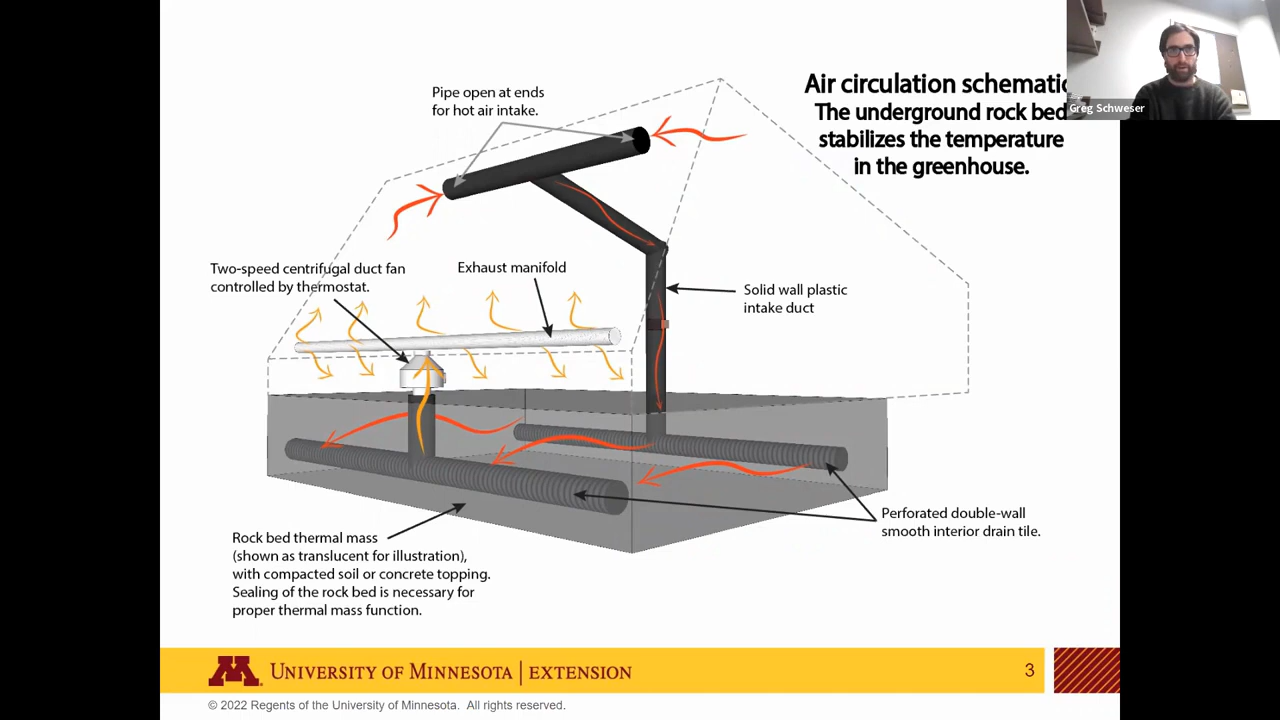 Air circulation schematic
The underground rock bed
stabilizes the temperature
in the greenhouse.
Greg Schweser
Pipe open at ends
for hot air intake.
Two-speed centrifugal duct fan
controlled by thermostat.
Exhaust manifold
Solid wall plastic
intake duct
Perforated double-wall
smooth interior drain tile.
Rock bed thermal mass
(shown as translucent for illustration),
with compacted soil or concrete topping.
Sealing of the rock bed is necessary for
proper thermal mass function.
M UNIVERSITY OF MINNESOTA | EXTENSION
3
© 2022 Regents of the University of Minnesota. All rights reserved.